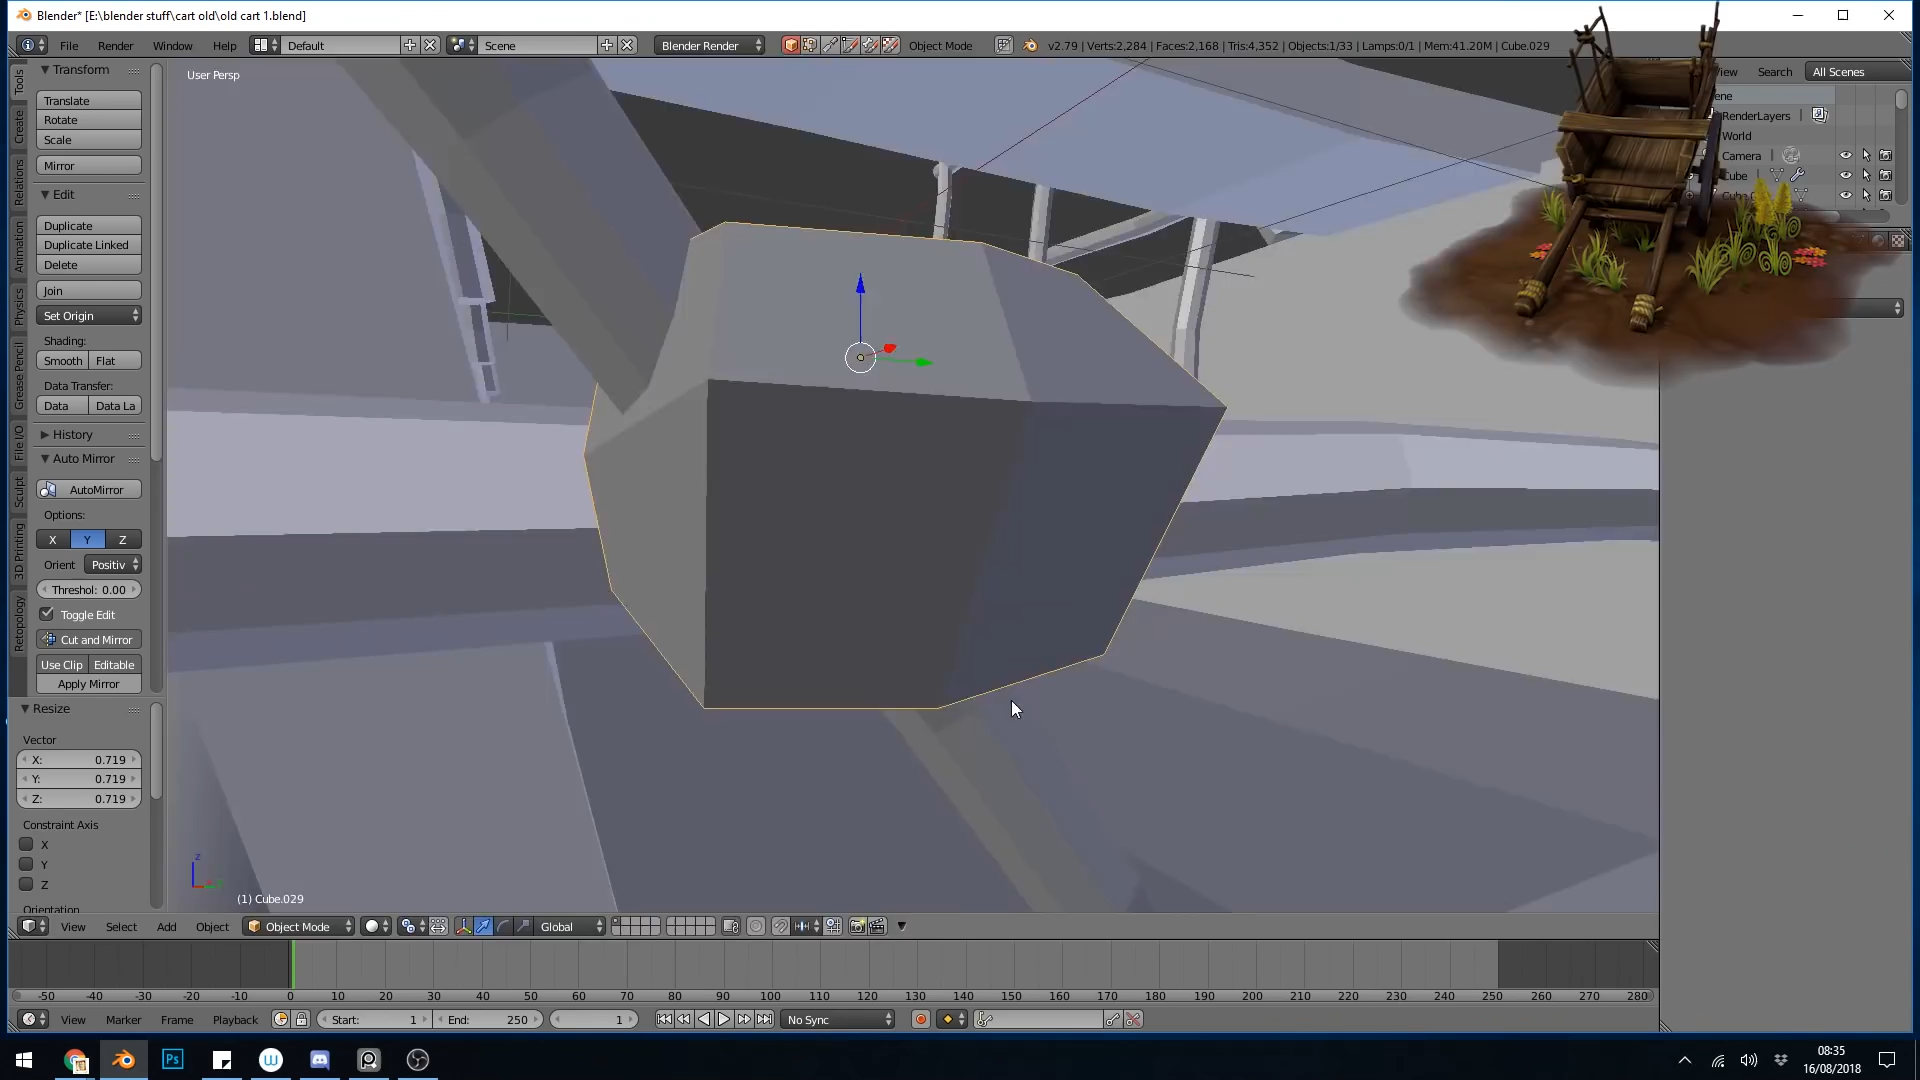 Blender* [E:\blender stuff\cart old\old cart 1.blend]
File Render Window Help Default Scene Blender Render Object Mode v2.79 | Verts:2,284 | Faces:2,168 | Tris:4,352 | Objects:1/33 | Lamps:0/1 | Mem:41.20M | Cube.029
Tools
Create
Relations
Animation
Physics
Grease Pencil
File I/O
Sculpt
3D Printing
Retopology
Transform
Translate
Rotate
Scale
Mirror
Edit
Duplicate
Duplicate Linked
Delete
Join
Set Origin
Shading:
Smooth Flat
Data Transfer:
Data Data La
History
Auto Mirror
AutoMirror
Options:
X Y Z
Orient Positiv
Threshol: 0.00
Toggle Edit
Cut and Mirror
Use Clip Editable
Apply Mirror
Resize
Vector
X: 0.719
Y: 0.719
Z: 0.719
Constraint Axis
X
Y
Z
Orientation
User Persp
z
(1) Cube.029
View Search All Scenes
RenderLayers
World
Camera
Cube
View Select Add Object Object Mode Global
-50 -40 -30 -20 -10 0 10 20 30 40 50 60 70 80 90 100 110 120 130 140 150 160 170 180 190 200 210 220 230 240 250 260 270 280
View Marker Frame Playback Start: 1 End: 250 1 No Sync
Ps
W
08:35
16/08/2018